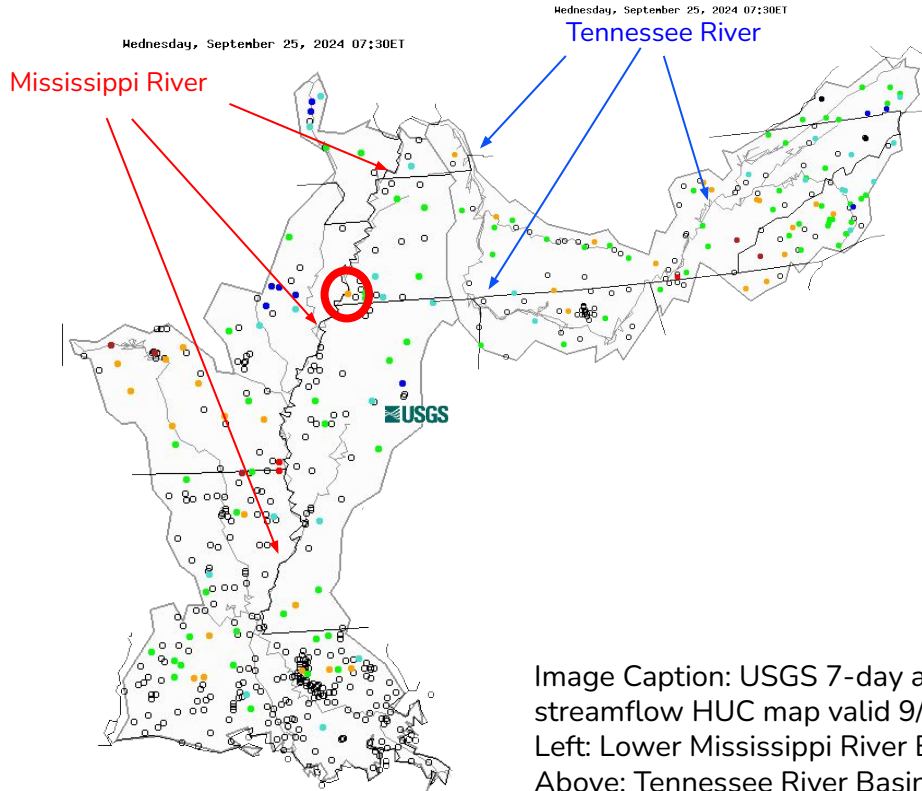 Wednesday, September 25, 2024 07:30ET
Tennessee River
Wednesday, September 25, 2024 07:30ET
Mississippi River
USGS
Image Caption: USGS 7-day a
streamflow HUC map valid 9/
Left: Lower Mississippi River
Above: Tennessee River Basin